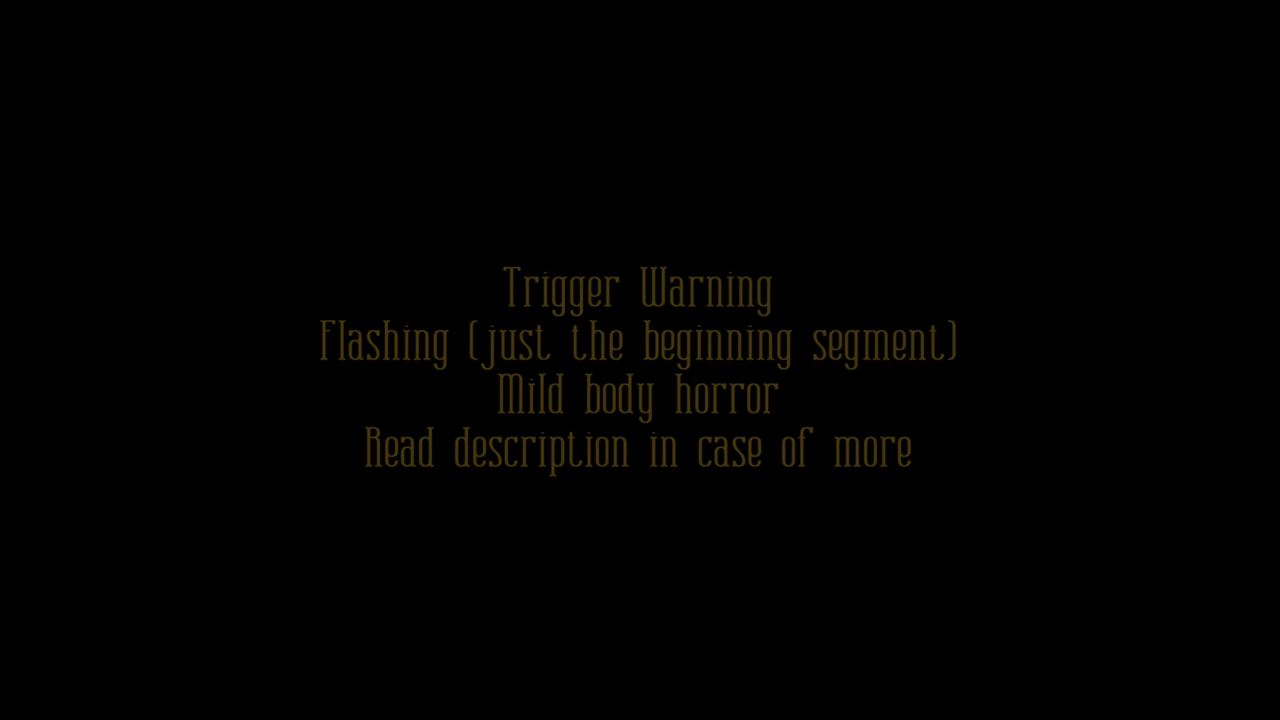 Trigger Warning
Flashing (just the beginning segment)
Mild body horror
Read description in case of more